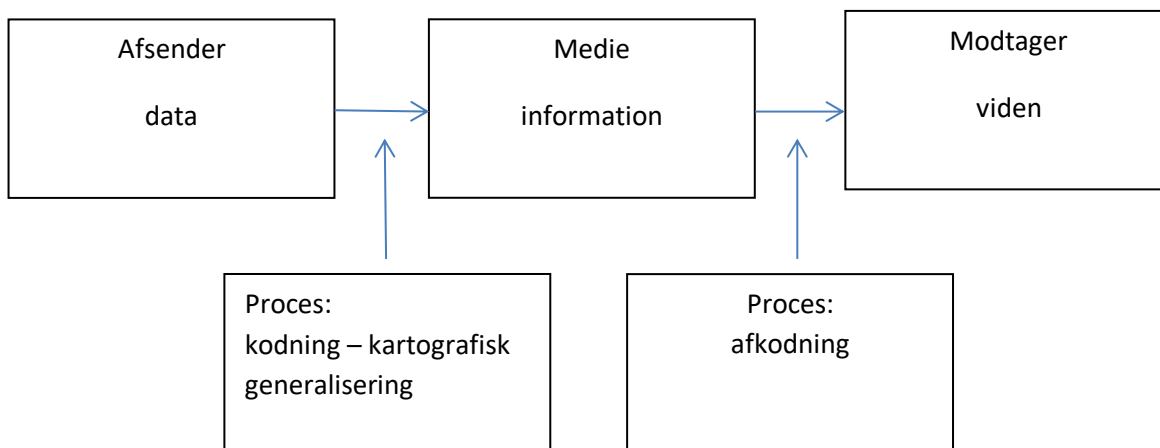 Afsender
data
Medie
information
Modtager
viden
Proces:
kodning – kartografisk
generalisering
Proces:
afkodning